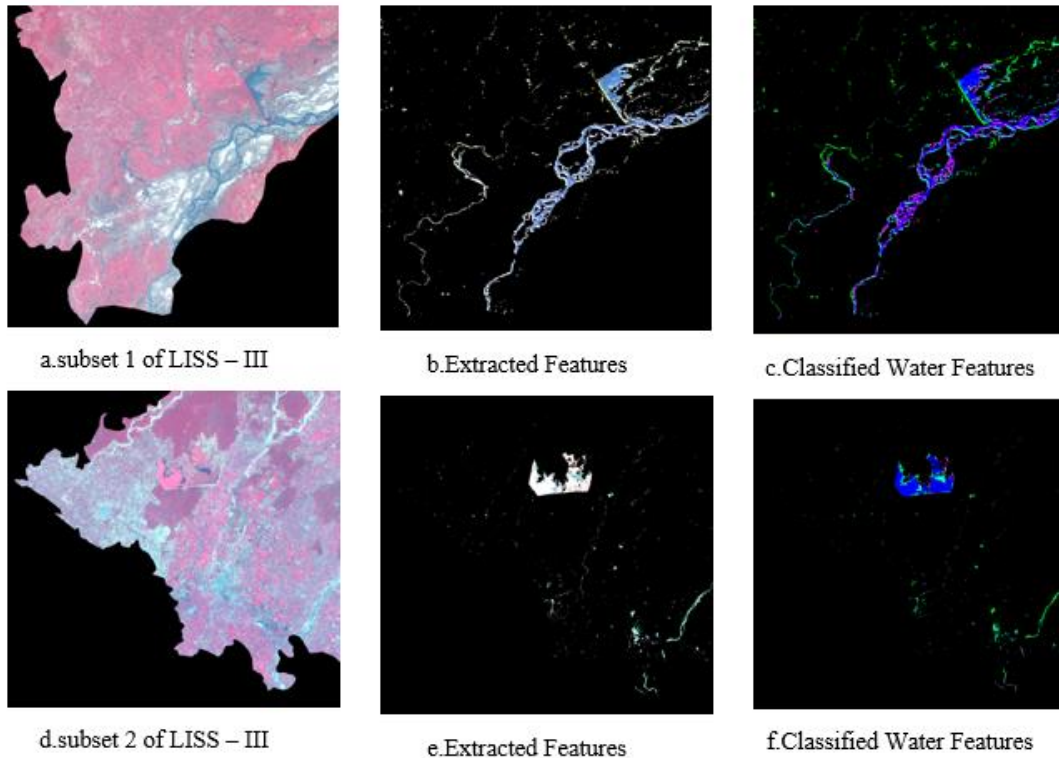 a.subset 1 of LISS – III
b.Extracted Features
c.Classified Water Features
d.subset 2 of LISS – III
e.Extracted Features
f.Classified Water Features